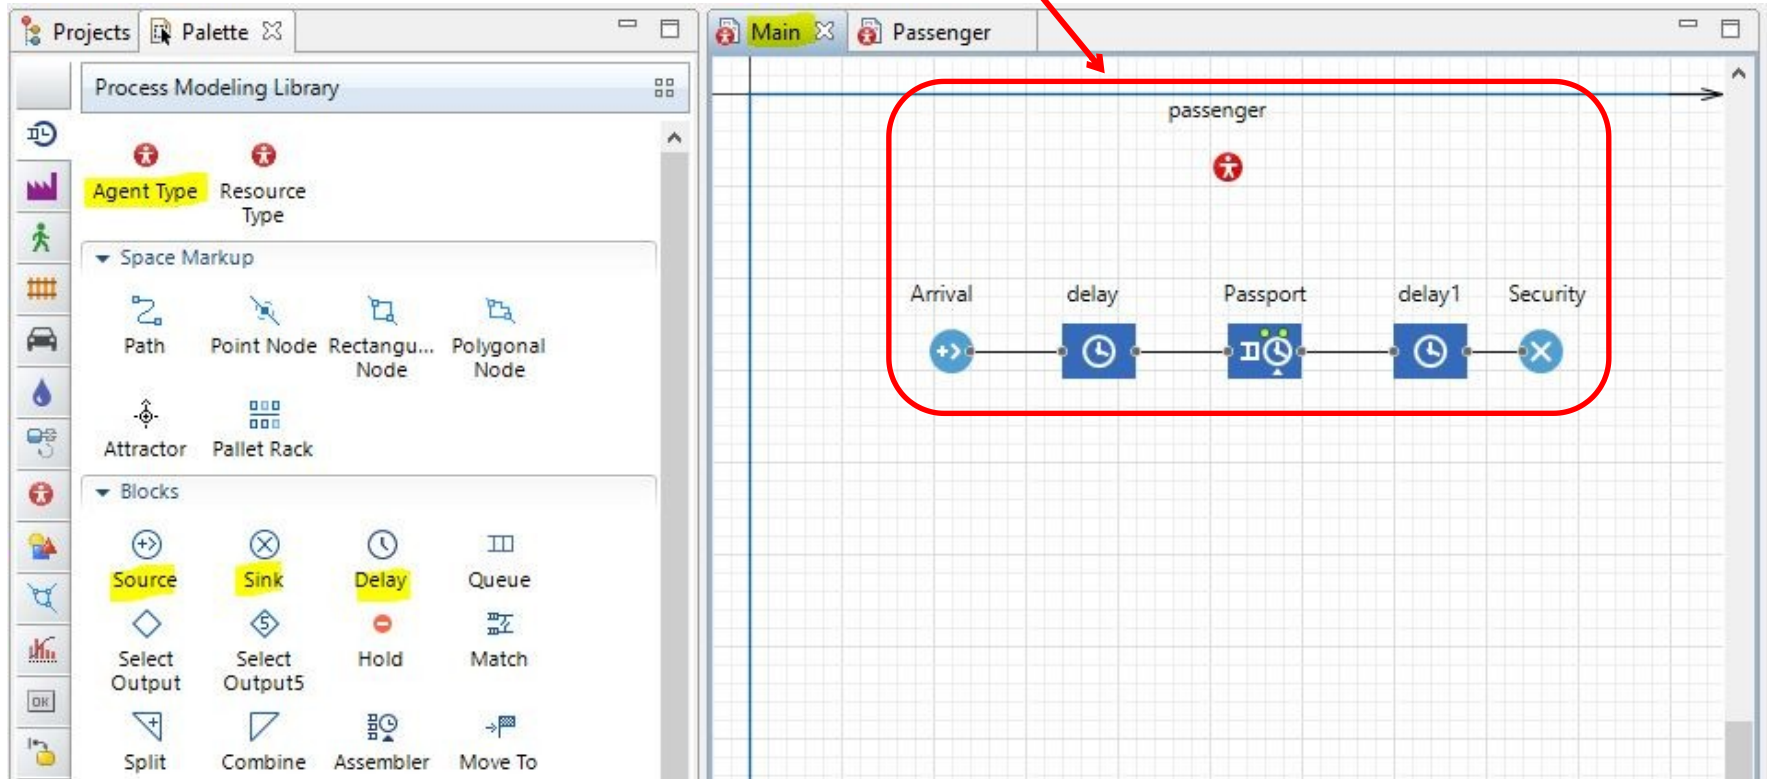 Projects
Palette
Main
Passenger
Process Modeling Library
Agent Type
Resource
Type
Space Markup
Path
Point Node
Rectangu...
Node
Polygonal
Node
Attractor
Pallet Rack
Blocks
Source
Sink
Delay
Queue
Select
Output
5
Select
Output5
Hold
Match
Split
Combine
Assembler
Move To
OK
passenger
Arrival
delay
Passport
delay1
Security